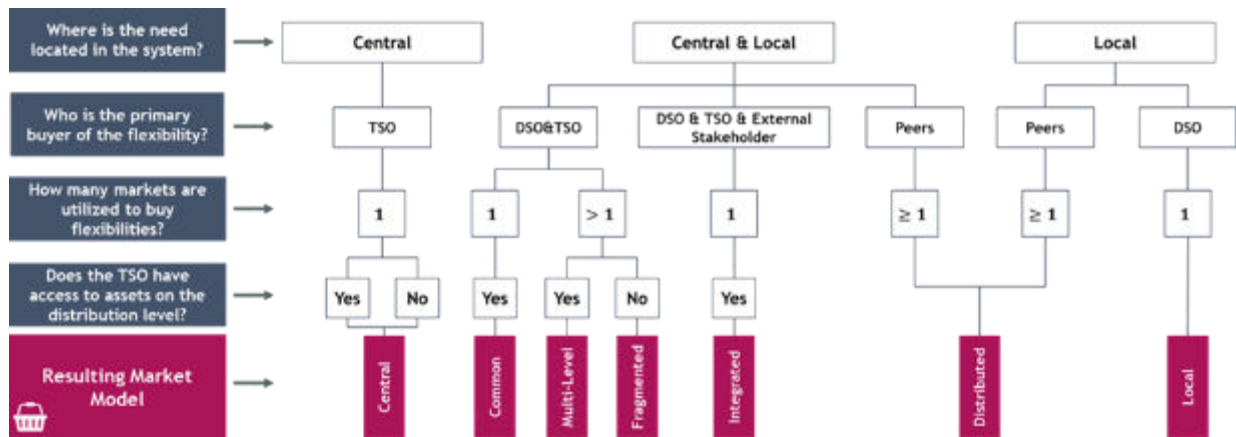 Where is the need
located in the system?
Central
Central & Local
Local
Who is the primary
buyer of the flexibility?
TSO
DSO&TSO
DSO & TSO & External
Stakeholder
Peers
Peers
DSO
How many markets are
utilized to buy
flexibilities?
1
1
> 1
1
≥ 1
≥ 1
1
Does the TSO have
access to assets on the
distribution level?
Yes
No
Yes
Yes
No
Yes
Resulting Market
Model
Central
Common
Multi-Level
Fragmented
Integrated
Distributed
Local